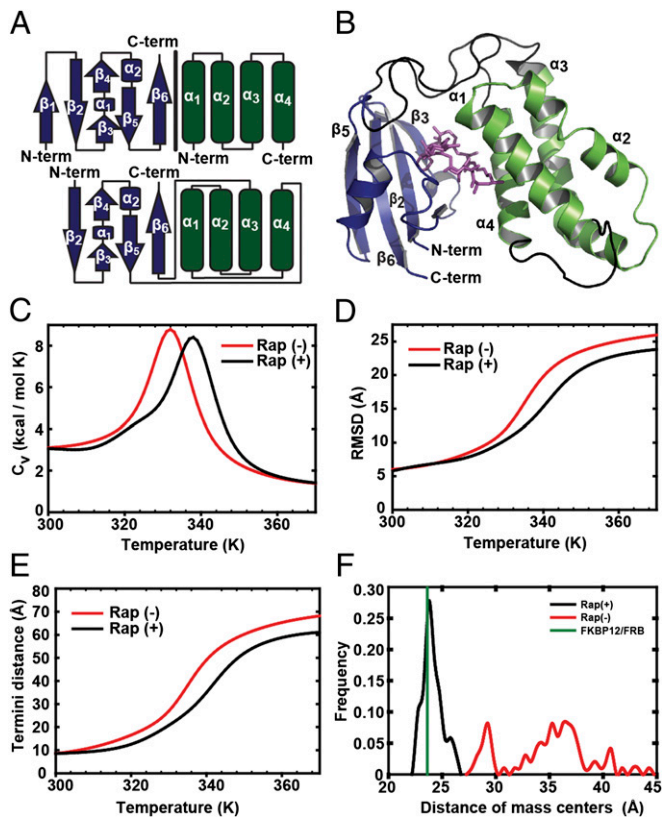 A
B
C-term
β1
β2
β4
α1
β3
α2
β5
β6
α1
α2
α3
α4
N-term
N-term
C-term
N-term
C-term
β2
β4
α1
β3
α2
β5
β6
α1
α2
α3
α4
α3
α1
β3
β5
α2
β2
α4
N-term
β6
C-term
C
D
8
6
4
2
0
Cv (kcal / mol K)
Rap (-)
Rap (+)
300 320 340 360
Temperature (K)
25
20
15
10
5
0
RMSD (Å)
Rap (-)
Rap (+)
300 320 340 360
Temperature (K)
E
F
80
70
60
50
40
30
20
10
0
Termini distance (Å)
Rap (-)
Rap (+)
300 320 340 360
Temperature (K)
0.30
0.25
0.20
0.15
0.10
0.05
0
Frequency
Rap(+)
Rap(-)
FKBP12/FRB
20 25 30 35 40 45
Distance of mass centers (Å)